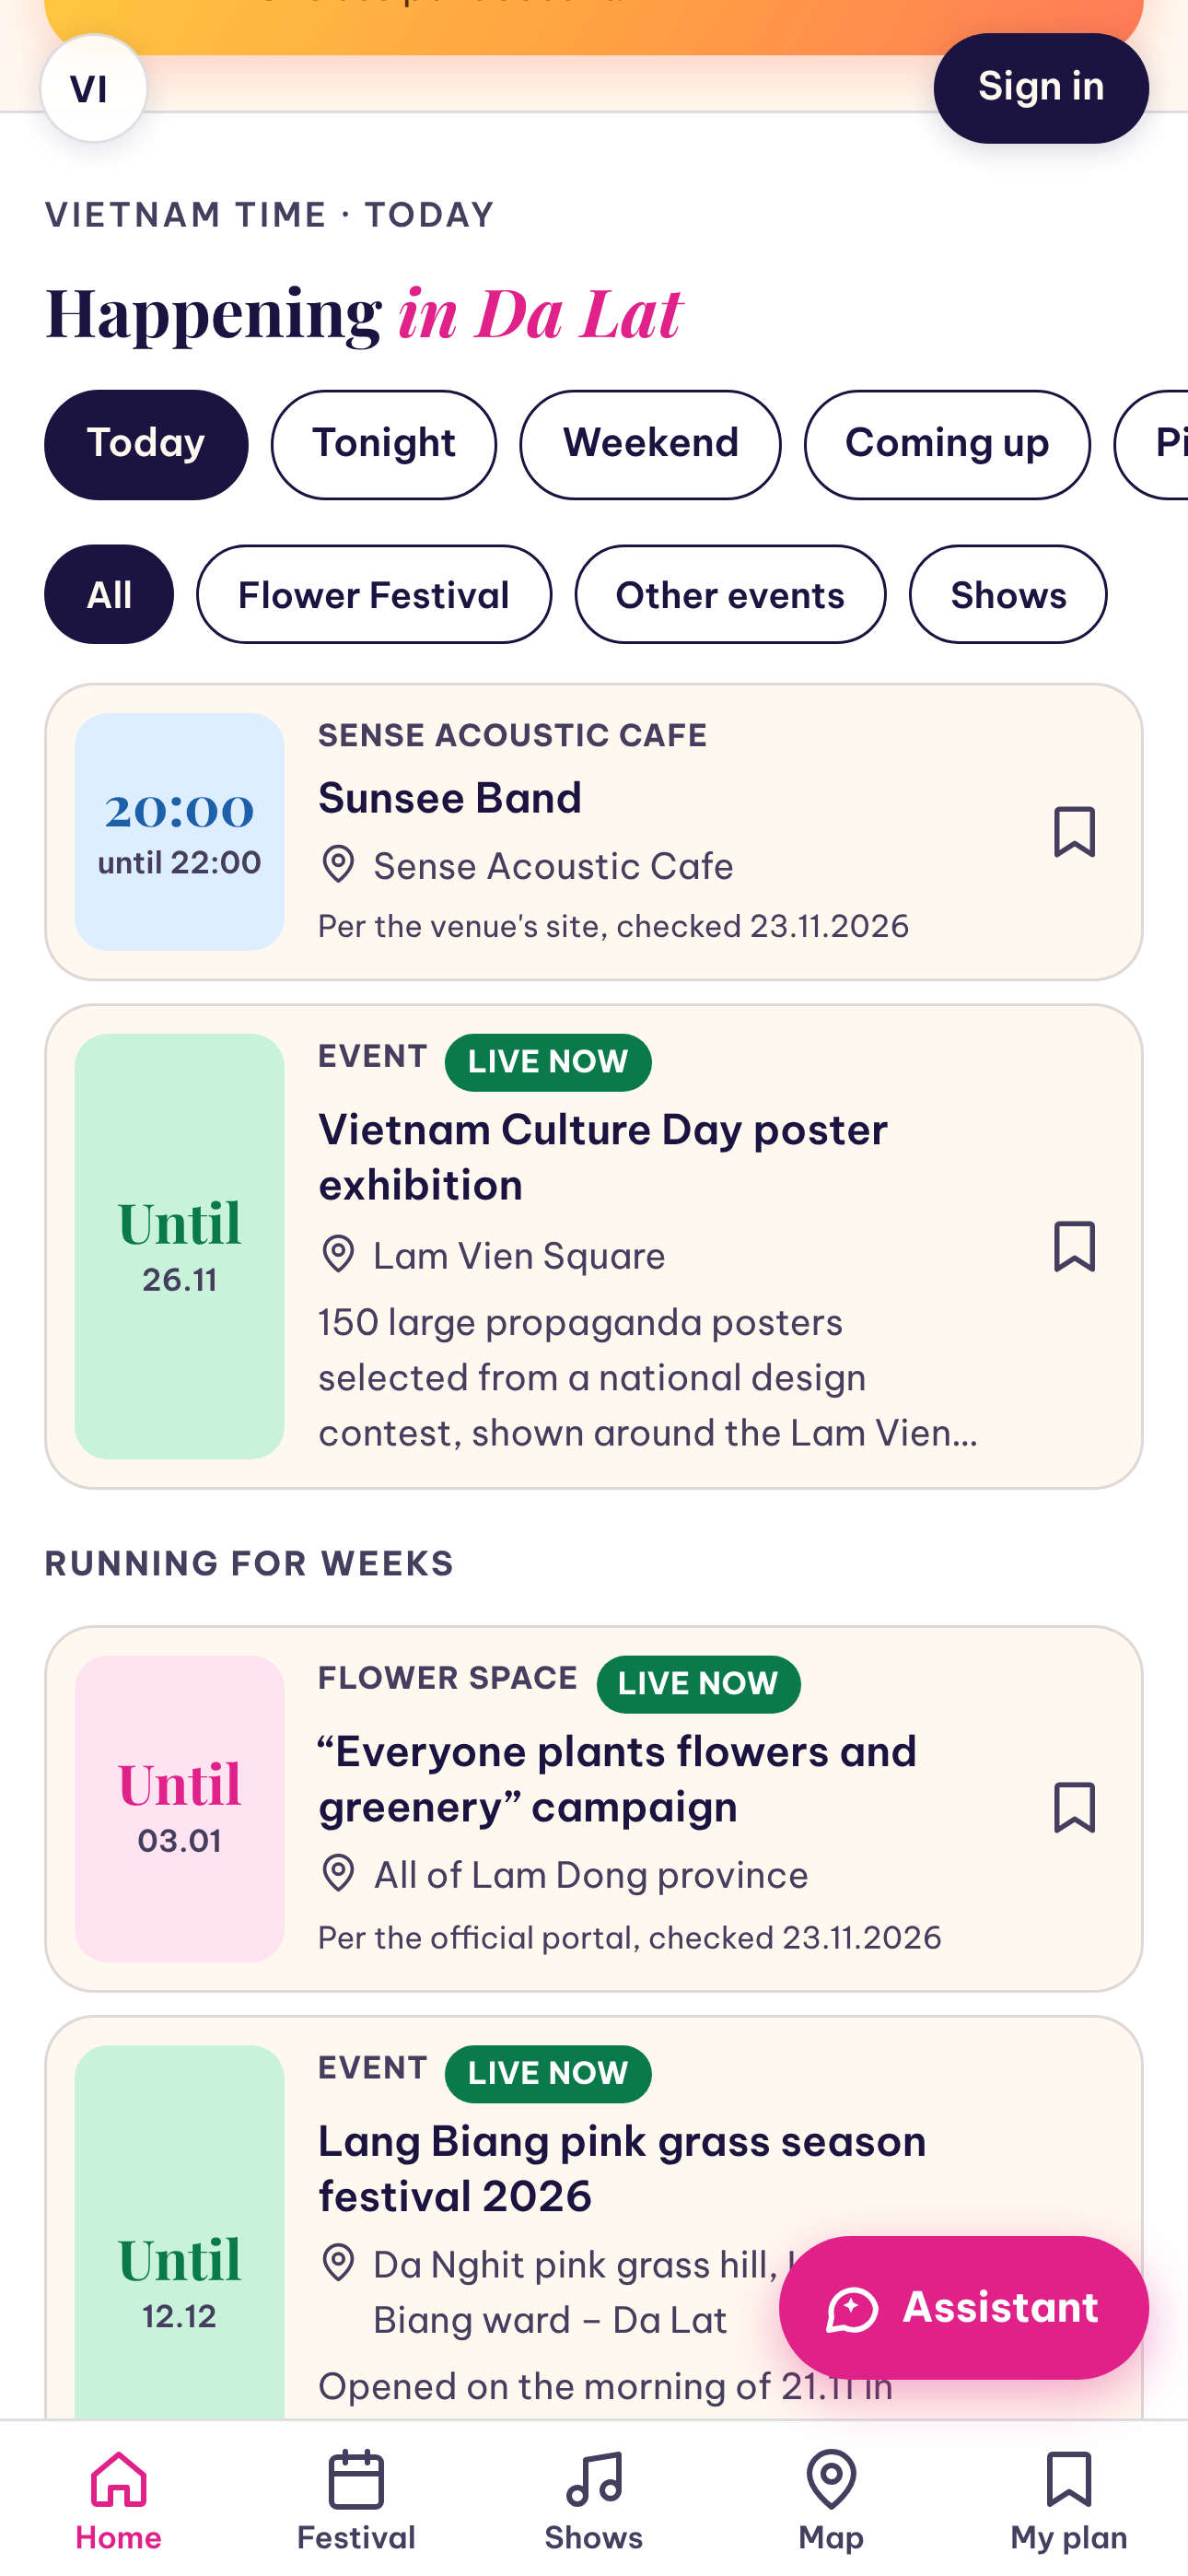 VI
Sign in
VIETNAM TIME · TODAY
Happening in Da Lat
Today
Tonight
Weekend
Coming up
All
Flower Festival
Other events
Shows
20:00
until 22:00
SENSE ACOUSTIC CAFE
Sunsee Band
Sense Acoustic Cafe
Per the venue's site, checked 23.11.2026
Until
26.11
EVENT
LIVE NOW
Vietnam Culture Day poster
exhibition
Lam Vien Square
150 large propaganda posters
selected from a national design
contest, shown around the Lam Vien...
RUNNING FOR WEEKS
Until
03.01
FLOWER SPACE
LIVE NOW
“Everyone plants flowers and
greenery” campaign
All of Lam Dong province
Per the official portal, checked 23.11.2026
Until
12.12
EVENT
LIVE NOW
Lang Biang pink grass season
festival 2026
Da Nghit pink grass hill,
Biang ward – Da Lat
Opened on the morning of 21.11 in
Assistant
Home
Festival
Shows
Map
My plan